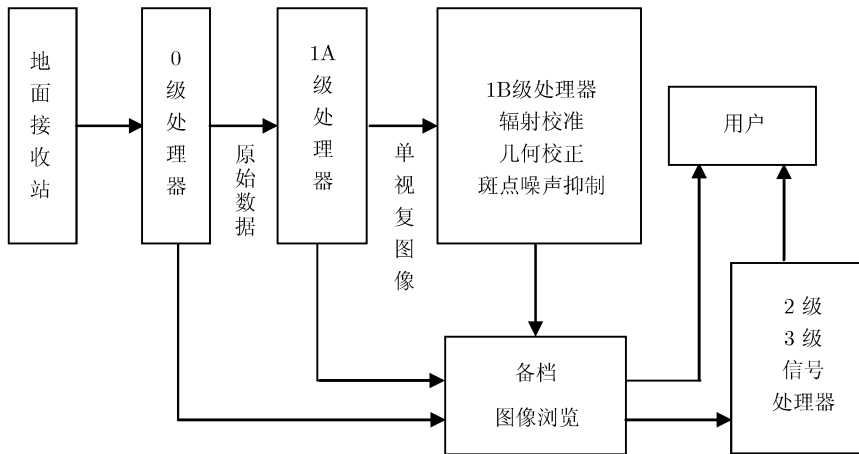 地面接收站
0级处理器
原始数据
1A级处理器
单视复图像
1B级处理器
辐射校准
几何校正
斑点噪声抑制
用户
备档
图像浏览
2 级
3 级
信号
处理器